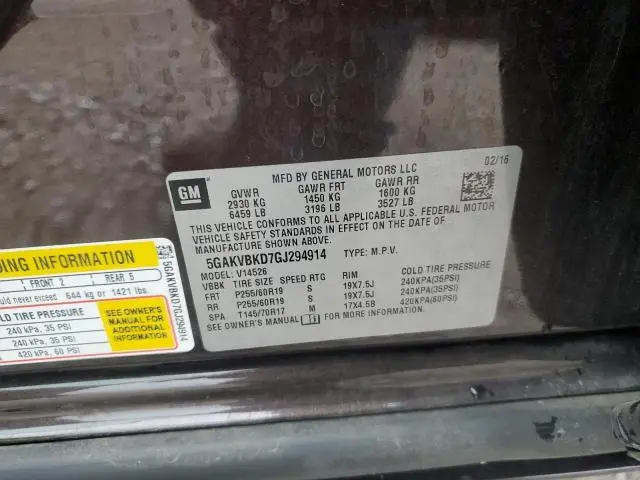 GM
MFD BY GENERAL MOTORS LLC
02/16
GVWR GAWR FRT GAWR RR
2930 KG 1450 KG 1600 KG
6459 LB 3196 LB 3527 LB
THIS VEHICLE CONFORMS TO ALL APPLICABLE U.S. FEDERAL MOTOR
VEHICLE SAFETY STANDARDS IN EFFECT ON THE DATE OF
MANUFACTURE SHOWN ABOVE.
5GAKVBKD7GJ294914 TYPE: M.P.V.
MODEL: V14526
VBBK TIRE SIZE SPEED RTG RIM COLD TIRE PRESSURE
FRT P255/60R19 S 19X7.5J 240KPA(35PSI)
RR P255/60R19 S 19X7.5J 240KPA(35PSI)
SPA T145/70R17 M 17X4.5B 420KPA(60PSI)
SEE OWNER'S MANUAL FOR MORE INFORMATION.
DING INFORMATION
FRONT 2 REAR 5
ould never exceed 644 kg or 1421 lbs.
COLD TIRE PRESSURE
240 kPA, 35 PSI
240 kPA, 35 PSI
420 kPA, 60 PSI
SEE OWNER'S
MANUAL FOR
ADDITIONAL
INFORMATION
5GAKVBKD7GJ294914